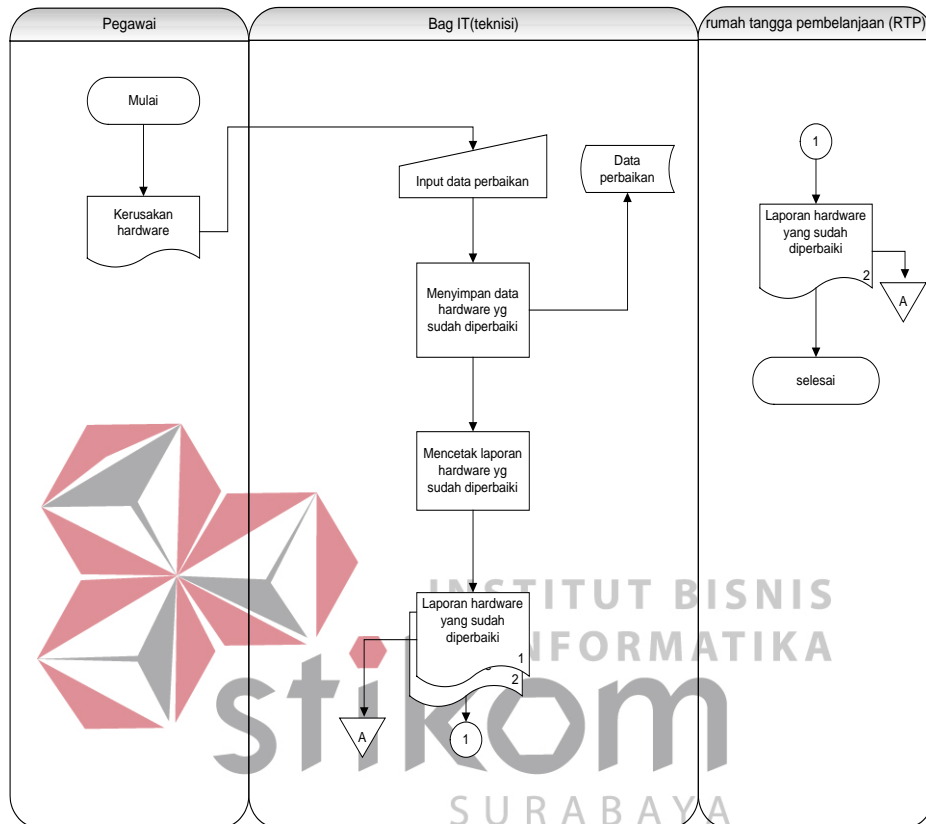 Pegawai
Bag IT(teknisi)
rumah tangga pembelanjaan (RTP)
Mulai
Kerusakan
hardware
Input data perbaikan
Data
perbaikan
Menyimpan data
hardware yg
sudah diperbaiki
Mencetak laporan
hardware yg
sudah diperbaiki
Laporan hardware
yang sudah
diperbaiki
1
2
A
1
1
Laporan hardware
yang sudah
diperbaiki
2
A
selesai
INSTITUT BISNIS
INFORMATIKA
stikom
SURABAYA